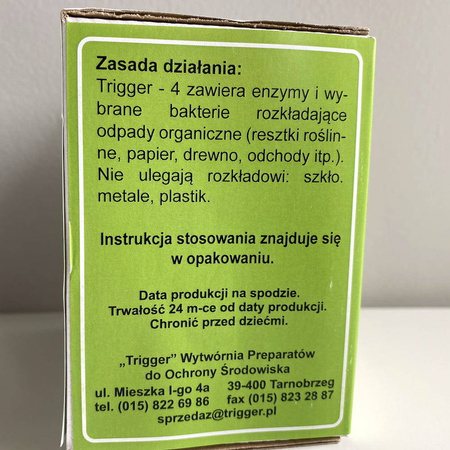 Zasada działania:
Trigger - 4 zawiera enzymy i wy-
brane bakterie rozkładające
odpady organiczne (resztki roślin-
ne, papier, drewno, odchody itp.).
Nie ulegają rozkładowi: szkło.
metale, plastik.
Instrukcja stosowania znajduje się
w opakowaniu.
Data produkcji na spodzie.
Trwałość 24 m-ce od daty produkcji.
Chronić przed dziećmi.
„Trigger” Wytwórnia Preparatów
do Ochrony Środowiska
ul. Mieszka I-go 4a 39-400 Tarnobrzeg
tel. (015) 822 69 86 fax (015) 823 28 87
sprzedaz@trigger.pl